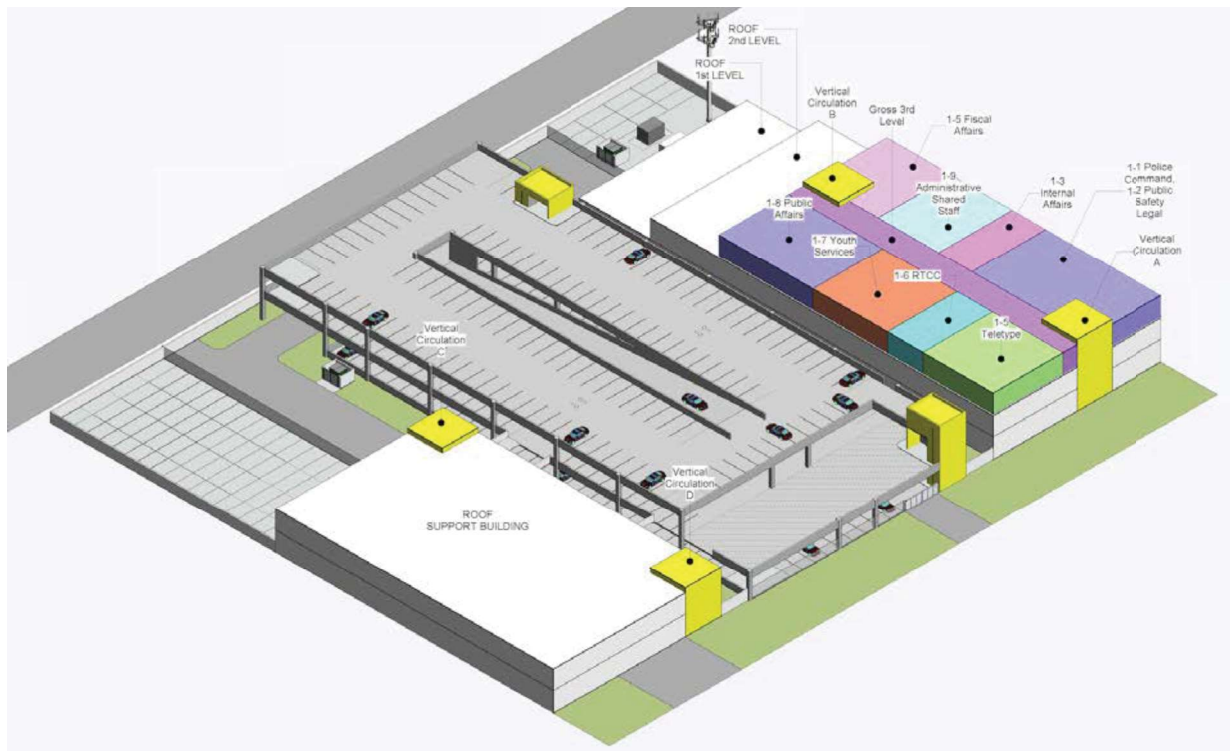 ROOF
2nd LEVEL
ROOF
1st LEVEL
Vertical
Circulation
B
Gross 3rd
Level
1-5 Fiscal
Affairs
1-9
Administrative
Shared
Staff
1-3
Internal
Affairs
1-1 Police
Command,
1-2 Public
Safety
Legal
Vertical
Circulation
A
1-8 Public
Affairs
1-7 Youth
Services
1-6 RTCC
1-5
Teletype
Vertical
Circulation
C
Vertical
Circulation
D
ROOF
SUPPORT BUILDING